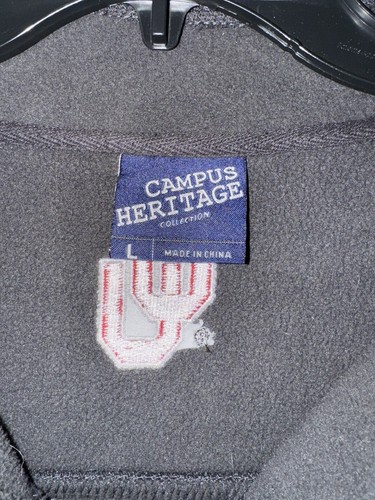 CAMPUS
HERITAGE
COLLECTION
L MADE IN CHINA